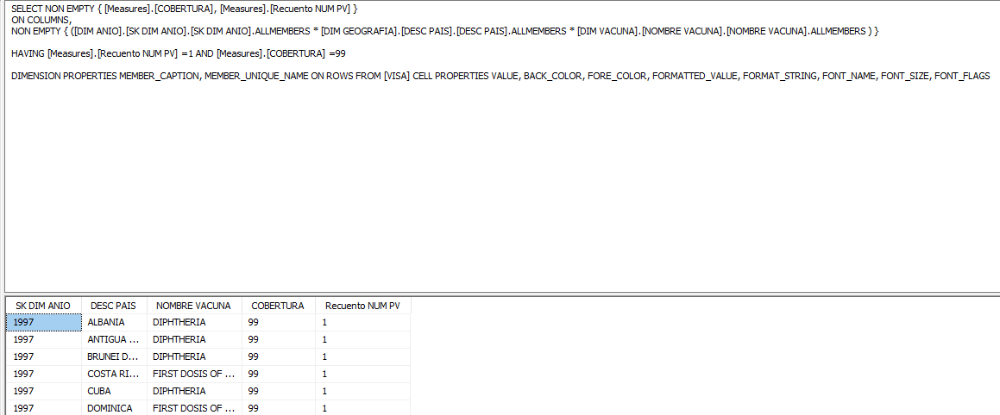 SELECT NON EMPTY { [Measures].[COBERTURA], [Measures].[Recuento NUM PV] }
ON COLUMNS,
NON EMPTY { ([DIM ANIO].[SK DIM ANIO].[SK DIM ANIO].ALLMEMBERS * [DIM GEOGRAFIA].[DESC PAIS].[DESC PAIS].ALLMEMBERS * [DIM VACUNA].[NOMBRE VACUNA].[NOMBRE VACUNA].ALLMEMBERS ) }
HAVING [Measures].[Recuento NUM PV] =1 AND [Measures].[COBERTURA] =99
DIMENSION PROPERTIES MEMBER_CAPTION, MEMBER_UNIQUE_NAME ON ROWS FROM [VISA] CELL PROPERTIES VALUE, BACK_COLOR, FORE_COLOR, FORMATTED_VALUE, FORMAT_STRING, FONT_NAME, FONT_SIZE, FONT_FLAGS
SK DIM ANIO DESC PAIS NOMBRE VACUNA COBERTURA Recuento NUM PV
1997 ALBANIA DIPHTHERIA 99 1
1997 ANTIGUA ... DIPHTHERIA 99 1
1997 BRUNEI D... DIPHTHERIA 99 1
1997 COSTA RI... FIRST DOSIS OF ... 99 1
1997 CUBA DIPHTHERIA 99 1
1997 DOMINICA FIRST DOSIS OF ... 99 1